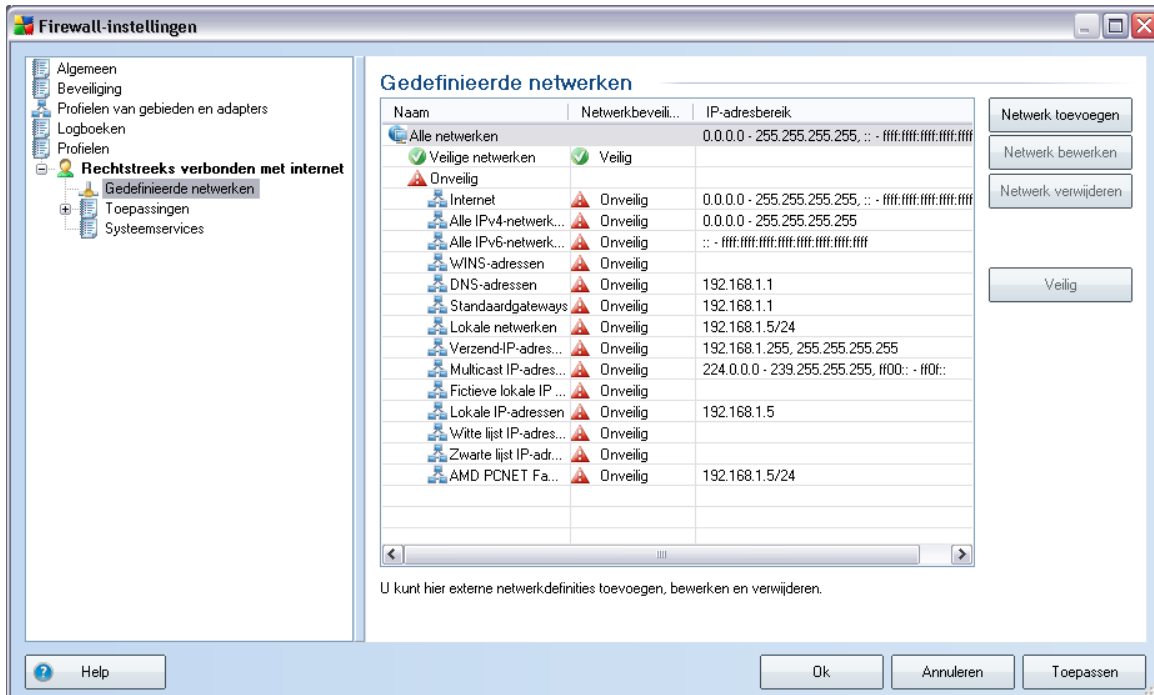 Firewall-instellingen
Algemeen
Beveiliging
Profielen van gebieden en adapters
Logboeken
Profielen
Rechtstreeks verbonden met internet
Gedefinieerde netwerken
Toepassingen
Systeemservices
Gedefinieerde netwerken
Naam Netwerkbeveili... IP-adresbereik
Alle netwerken 0.0.0.0 - 255.255.255.255, :: - ffff:ffff:ffff:ffff:ffff
Veilige netwerken Veilig
Onveilig
Internet Onveilig 0.0.0.0 - 255.255.255.255, :: - ffff:ffff:ffff:ffff:ffff
Alle IPv4-netwerk... Onveilig 0.0.0.0 - 255.255.255.255
Alle IPv6-netwerk... Onveilig :: - ffff:ffff:ffff:ffff:ffff:ffff:ffff:ffff
WINS-adressen Onveilig
DNS-adressen Onveilig 192.168.1.1
Standaardgateways Onveilig 192.168.1.1
Lokale netwerken Onveilig 192.168.1.5/24
Verzend-IP-adres... Onveilig 192.168.1.255, 255.255.255.255
Multicast IP-adres... Onveilig 224.0.0.0 - 239.255.255.255, ff00:: - ff0f::
Fictieve lokale IP ... Onveilig
Lokale IP-adressen Onveilig 192.168.1.5
Witte lijst IP-adres... Onveilig
Zwarte lijst IP-adr... Onveilig
AMD PCNET Fa... Onveilig 192.168.1.5/24
Netwerk toevoegen
Netwerk bewerken
Netwerk verwijderen
Veilig
U kunt hier externe netwerkdefinities toevoegen, bewerken en verwijderen.
Help
Ok
Annuleren
Toepassen